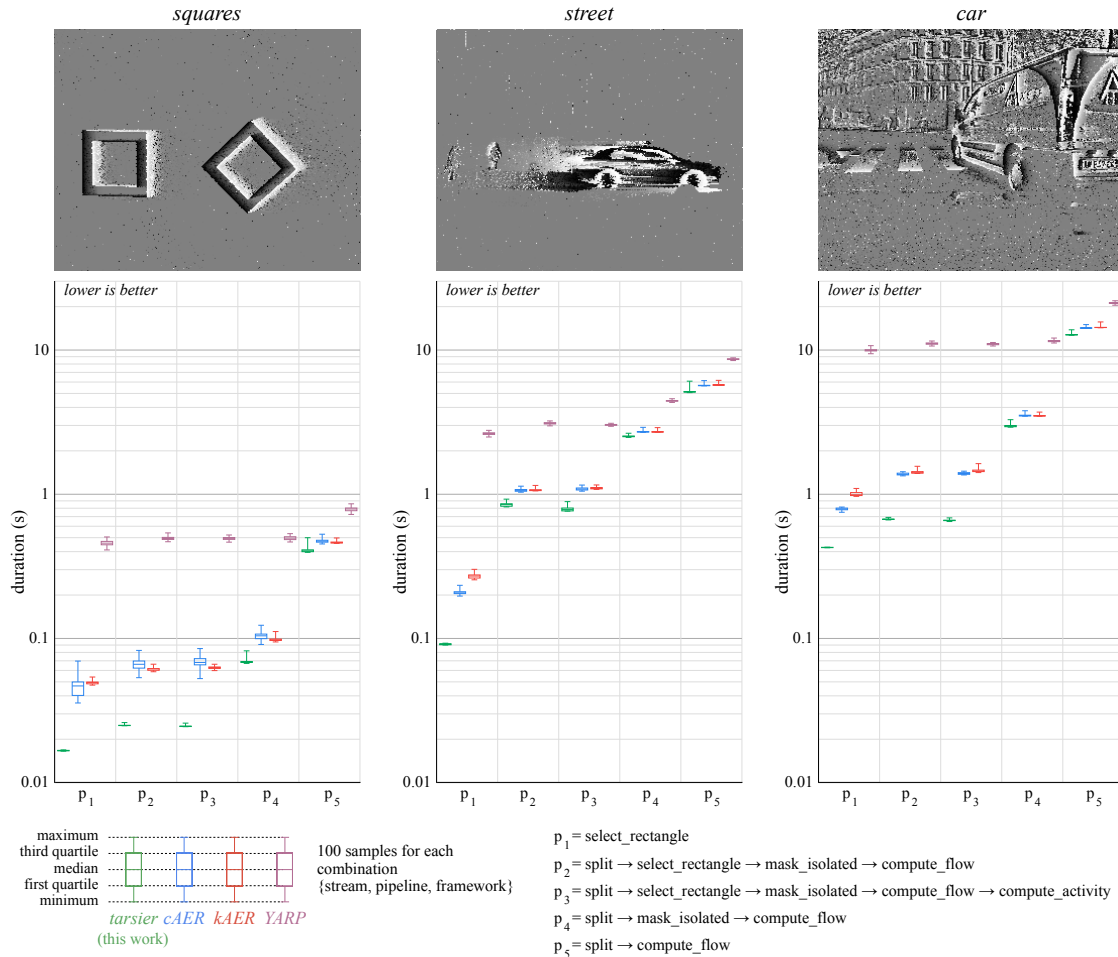 squares
street
car
lower is better
lower is better
lower is better
duration (s)
10
1
0.1
0.01
p1
p2
p3
p4
p5
duration (s)
10
1
0.1
0.01
p1
p2
p3
p4
p5
duration (s)
10
1
0.1
0.01
p1
p2
p3
p4
p5
maximum
third quartile
median
first quartile
minimum
tarsier cAER kAER YARP
(this work)
100 samples for each
combination
{stream, pipeline, framework}
p1 = select_rectangle
p2 = split → select_rectangle → mask_isolated → compute_flow
p3 = split → select_rectangle → mask_isolated → compute_flow → compute_activity
p4 = split → mask_isolated → compute_flow
p5 = split → compute_flow